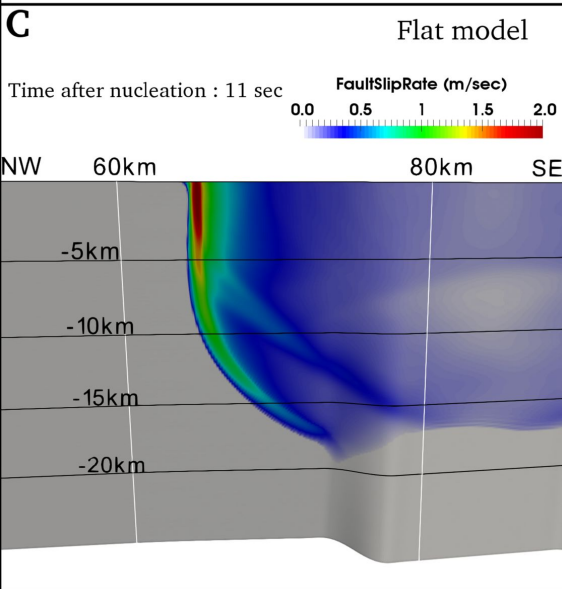 C
Flat model
Time after nucleation : 11 sec
FaultSlipRate (m/sec)
0.0 0.5 1 1.5 2.0
NW 60km 80km SE
-5km
-10km
-15km
-20km